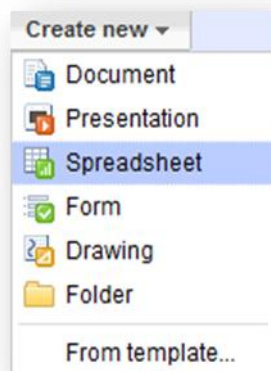 Create new
Document
Presentation
Spreadsheet
Form
Drawing
Folder
From template...